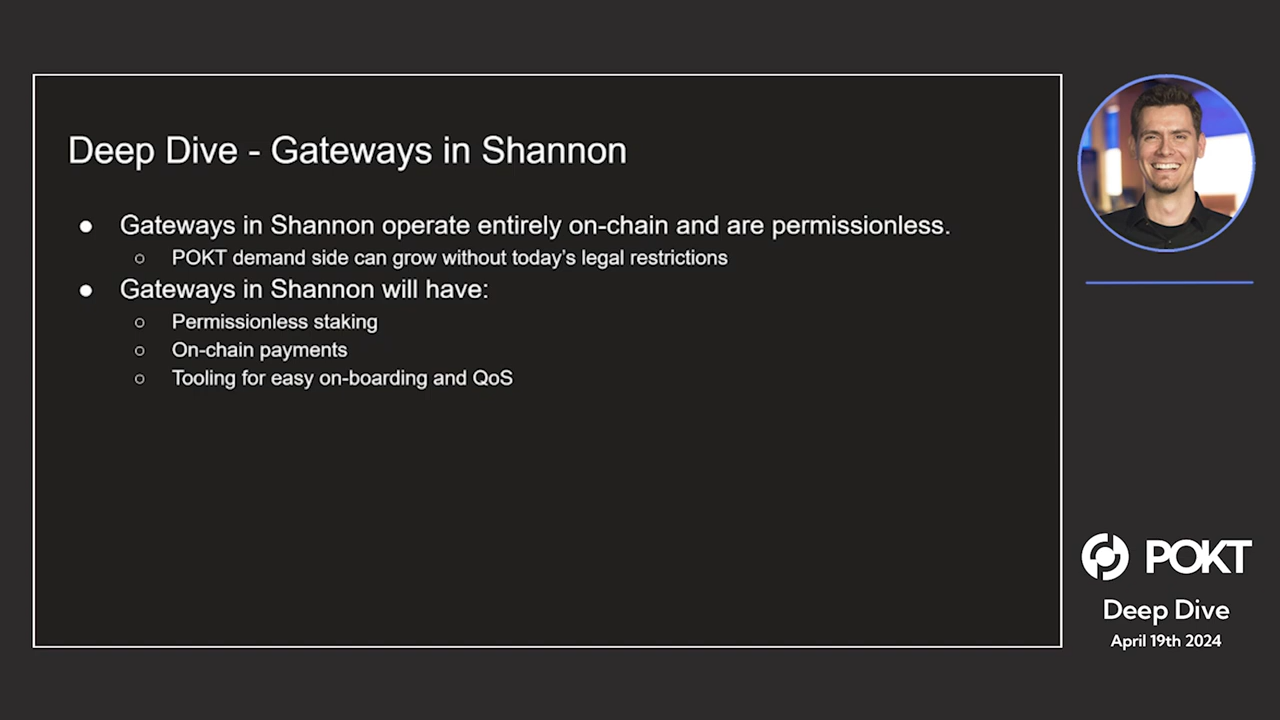 Deep Dive - Gateways in Shannon
● Gateways in Shannon operate entirely on-chain and are permissionless.
○ POKT demand side can grow without today's legal restrictions
● Gateways in Shannon will have:
○ Permissionless staking
○ On-chain payments
○ Tooling for easy on-boarding and QoS
POKT
Deep Dive
April 19th 2024